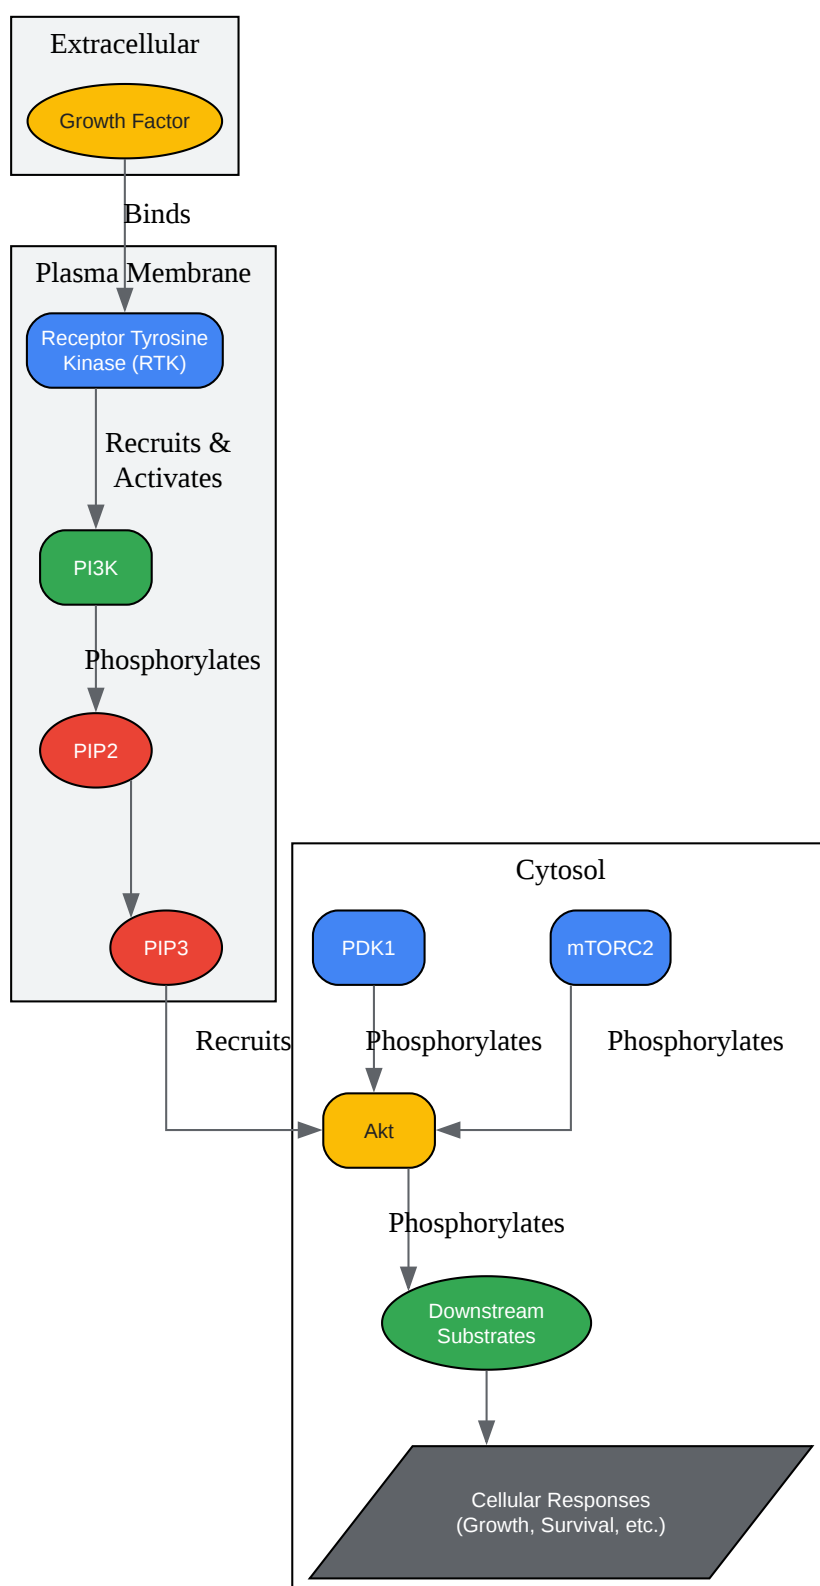 Extracellular
Growth Factor
Binds
Plasma Membrane
Receptor Tyrosine
Kinase (RTK)
Recruits &
Activates
PI3K
Phosphorylates
PIP2
Cytosol
PIP3
PDK1
mTORC2
Recruits
Phosphorylates
Phosphorylates
Akt
Phosphorylates
Downstream
Substrates
Cellular Responses
(Growth, Survival, etc.)